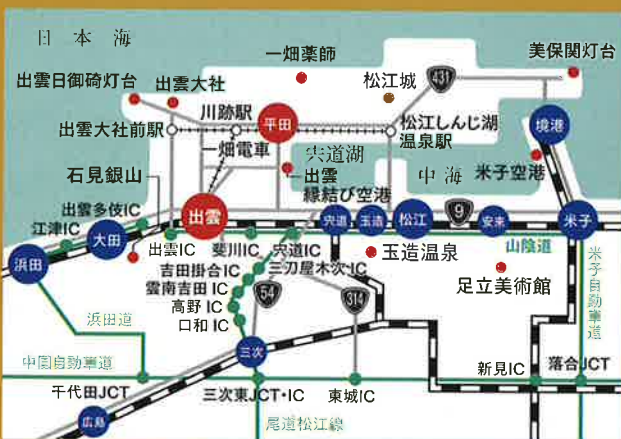 日本海
一畑薬師
美保関灯台
出雲日御碕灯台
出雲大社
松江城
431
川跡駅
平田
出雲大社前駅
松江しんじ湖
温泉駅
境港
一畑電車
宍道湖
石見銀山
出雲
縁結び空港
中海
米子空港
出雲多伎IC
江津IC
出雲
宍道
玉造
松江
9
安来
米子
浜田
大田
出雲IC
斐川IC
宍道IC
玉造温泉
山陰道
吉田掛合IC
三刀屋木次IC
足立美術館
米子自動車道
雲南吉田IC
高野IC
口和IC
54
314
浜田道
三次
中国自動車道
新見IC
落合JCT
千代田JCT
三次東JCT・IC
東城IC
広島
尾道松江線